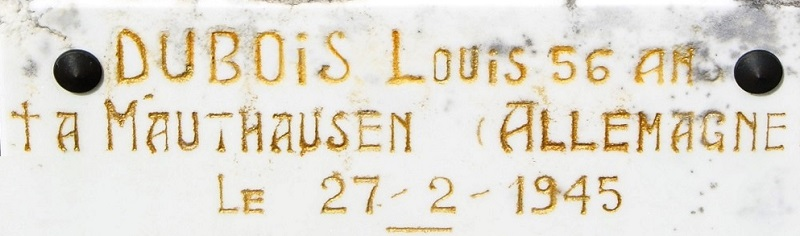 DUBOiS Louis 56 ANS
† A MAUTHAUSEN (ALLEMAGNE
LE 27-2-1945